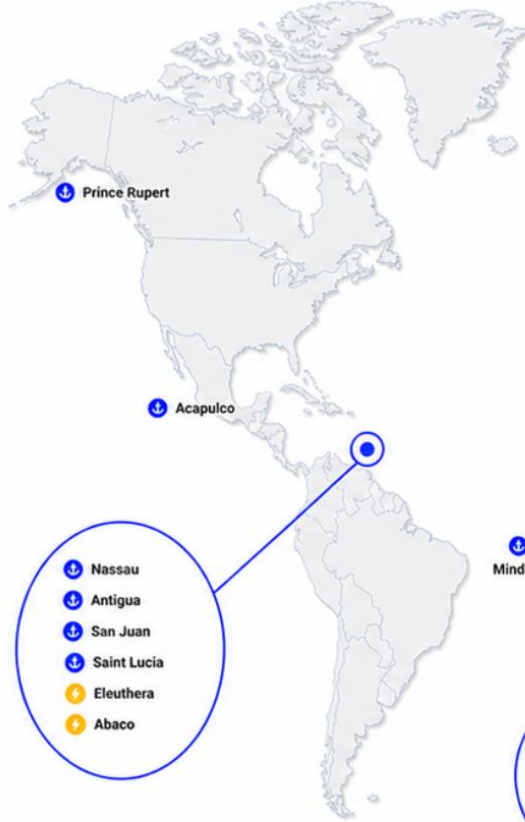 Prince Rupert
Acapulco
Nassau
Antigua
San Juan
Saint Lucia
Eleuthera
Abaco
Mind